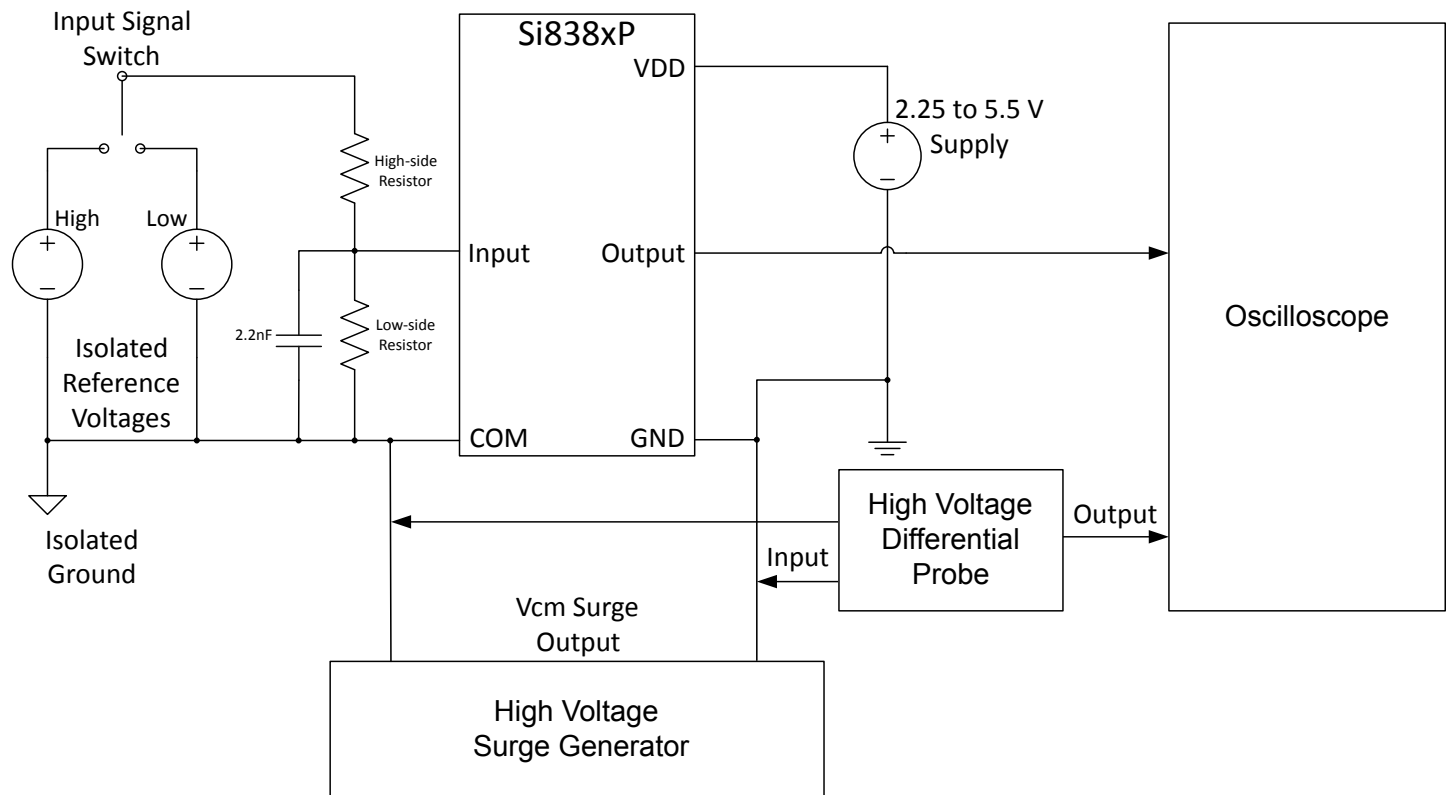 Input Signal
Switch
Si838xP
VDD
2.25 to 5.5 V
Supply
+
−
High-side
Resistor
High
Low
+
−
+
−
Input
Output
Oscilloscope
2.2nF
Low-side
Resistor
Isolated
Reference
Voltages
COM
GND
Isolated
Ground
High Voltage
Differential
Probe
Output
Input
Vcm Surge
Output
High Voltage
Surge Generator